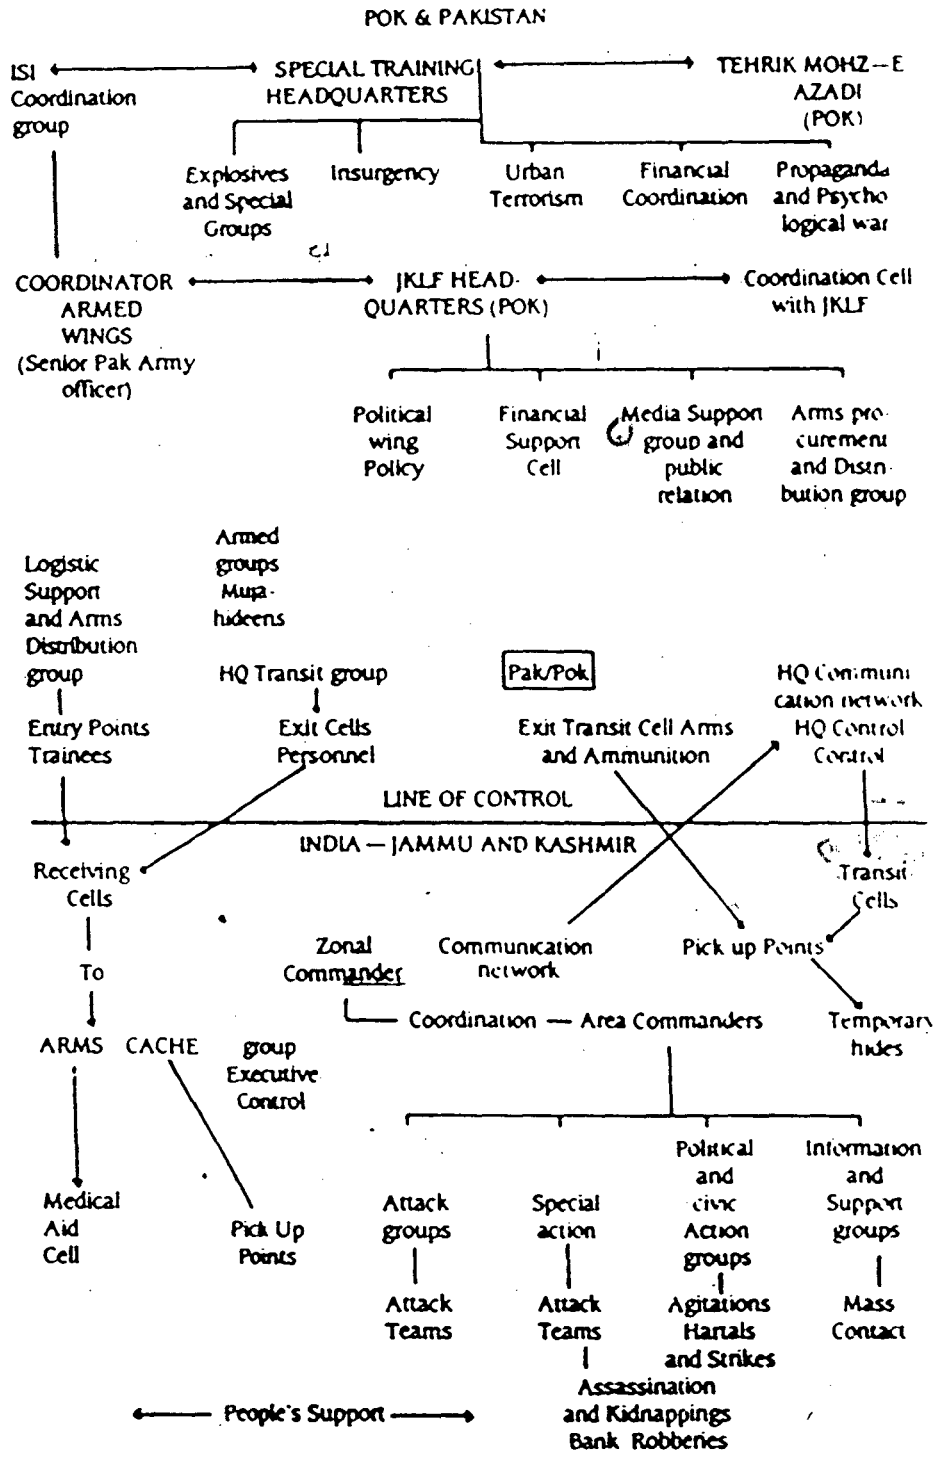 POK & PAKISTAN
ISI
Coordination
group
SPECIAL TRAINING
HEADQUARTERS
TEHRIK MOHZ-E
AZADI
(POK)
Explosives
and Special
Groups
Insurgency
Urban
Terrorism
Financial
Coordination
Propaganda
and Psycho
logical war
COORDINATOR
ARMED
WINGS
(Senior Pak Army
officer)
JKLF HEAD-
QUARTERS (POK)
Coordination Cell
with JKLF
Political
wing
Policy
Financial
Support
Cell
Media Support
group and
public
relation
Arms pro-
curement
and Distri-
bution group
Logistic
Support
and Arms
Distribution
group
Armed
groups
Muja-
hideens
HQ Transit group
Pak/Pok
HQ Communi
cation network
HQ Control
Control
Entry Points
Trainees
Exit Cells
Personnel
Exit Transit Cell Arms
and Ammunition
LINE OF CONTROL
INDIA — JAMMU AND KASHMIR
Receiving
Cells
Transit
Cells
To
Zonal
Commander
Communication
network
Pick up Points
Coordination — Area Commanders
Temporary
hides
ARMS CACHE
group
Executive
Control
Medical
Aid
Cell
Pick Up
Points
Attack
groups
Special
action
Political
and
civic
Action
groups
Information
and
Support
groups
Attack
Teams
Attack
Teams
Agitations
Hartals
and Strikes
Mass
Contact
Assassination
and Kidnappings
Bank Robberies
People's Support